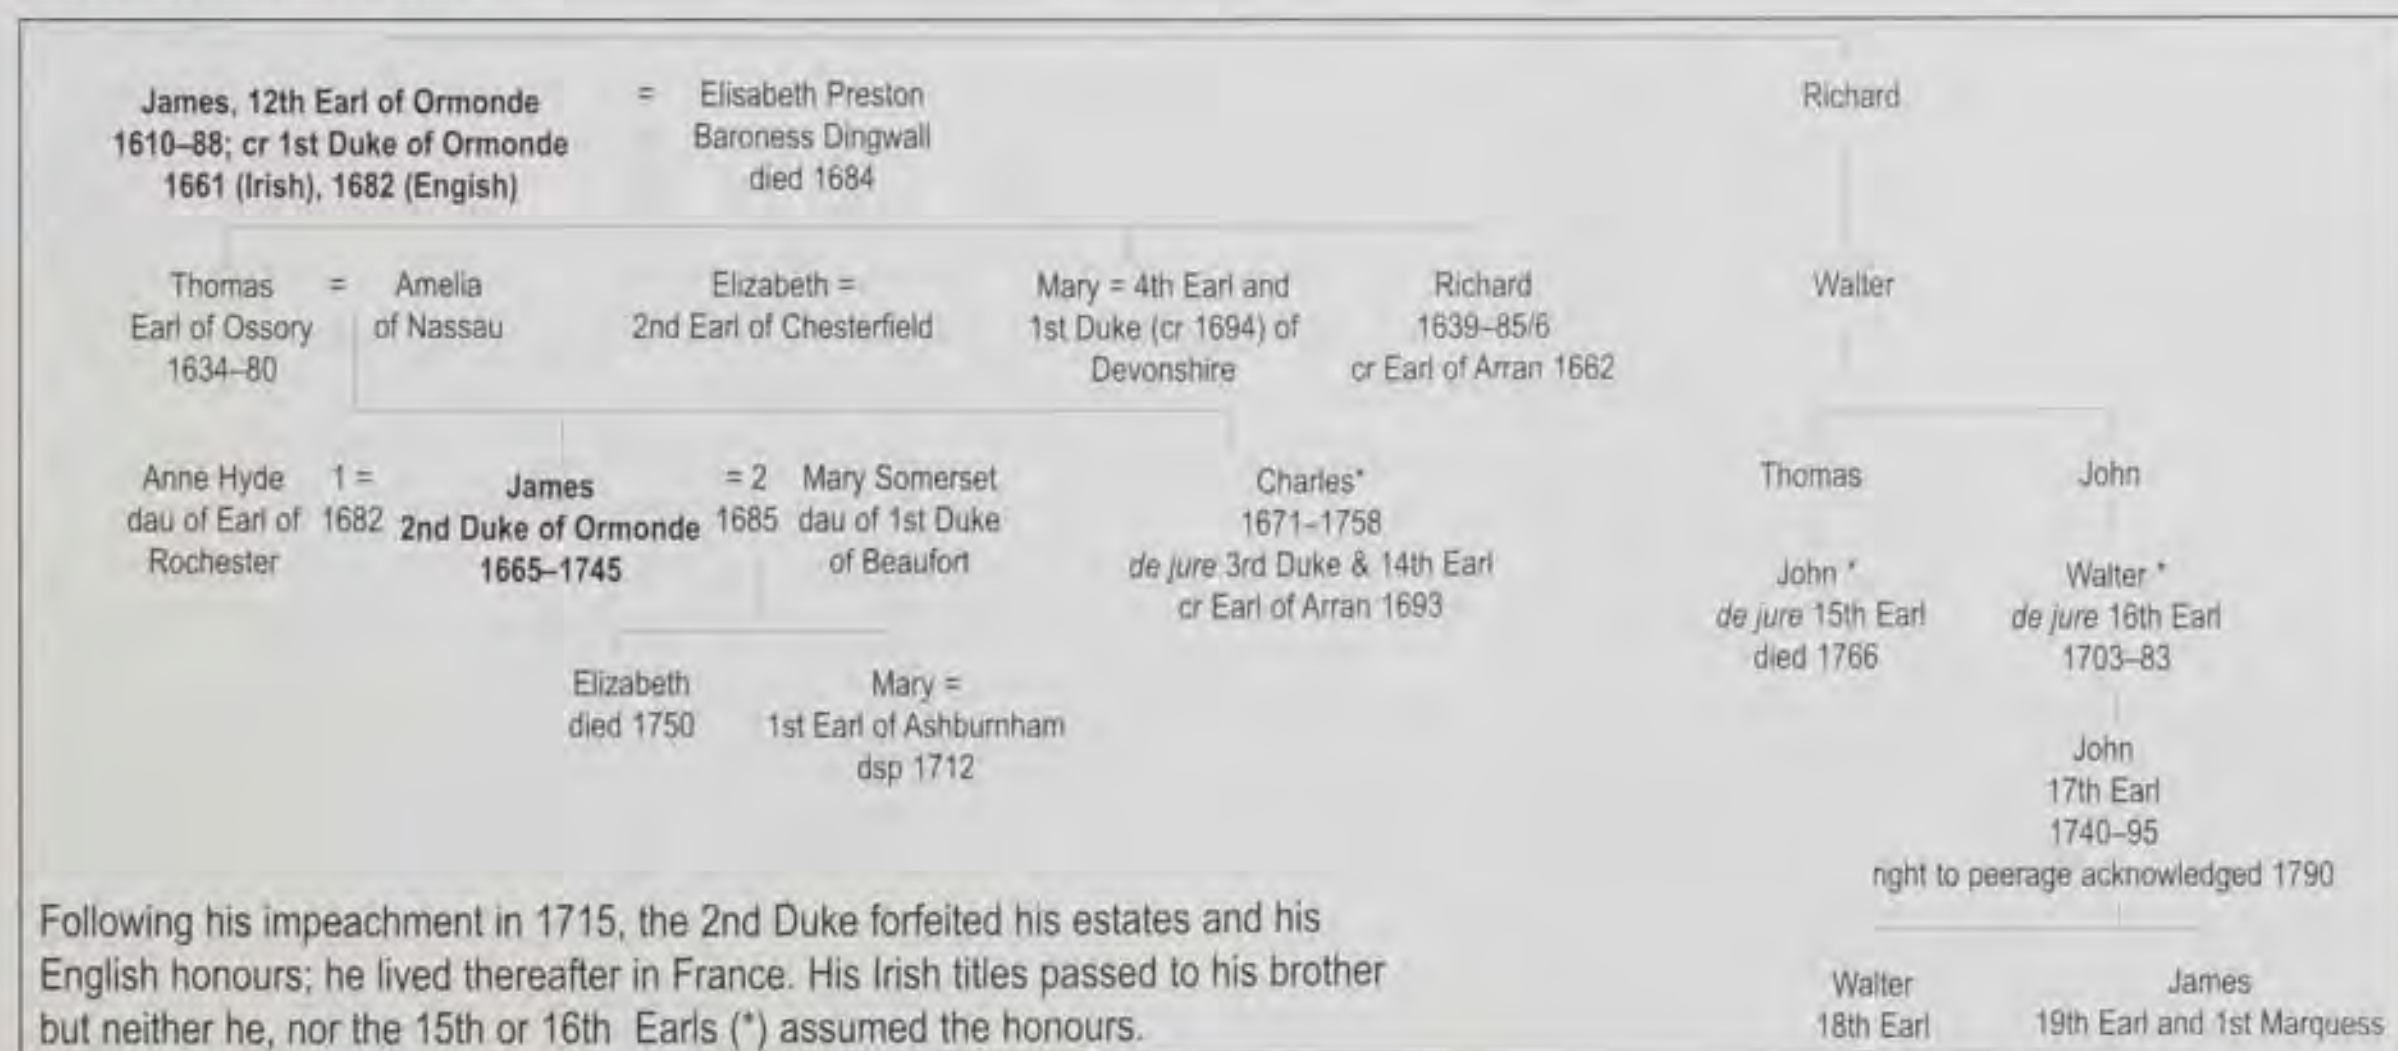 James, 12th Earl of Ormonde
1610–88; cr 1st Duke of Ormonde
1661 (Irish), 1682 (Engish)
=
Elisabeth Preston
Baroness Dingwall
died 1684
Richard
Thomas
Earl of Ossory
1634–80
=
Amelia
of Nassau
Elizabeth =
2nd Earl of Chesterfield
Mary = 4th Earl and
1st Duke (cr 1694) of
Devonshire
Richard
1639–85/6
cr Earl of Arran 1662
Walter
Anne Hyde
dau of Earl of
Rochester
1 =
1682
James
2nd Duke of Ormonde
1665–1745
= 2
1685
Mary Somerset
dau of 1st Duke
of Beaufort
Charles*
1671–1758
de jure 3rd Duke & 14th Earl
cr Earl of Arran 1693
Thomas
John
John *
de jure 15th Earl
died 1766
Walter *
de jure 16th Earl
1703–83
Elizabeth
died 1750
Mary =
1st Earl of Ashburnham
dsp 1712
John
17th Earl
1740–95
right to peerage acknowledged 1790
Walter
18th Earl
James
19th Earl and 1st Marquess
Following his impeachment in 1715, the 2nd Duke forfeited his estates and his
English honours; he lived thereafter in France. His Irish titles passed to his brother
but neither he, nor the 15th or 16th Earls (*) assumed the honours.